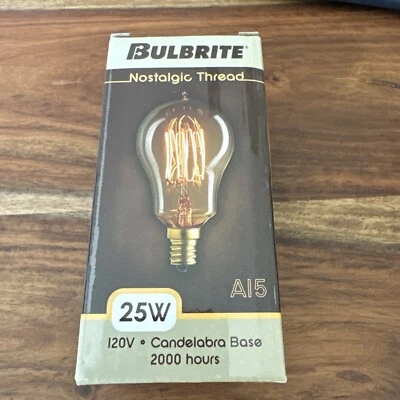 BULBRITE
Nostalgic Thread
A15
25W
120V • Candelabra Base
2000 hours